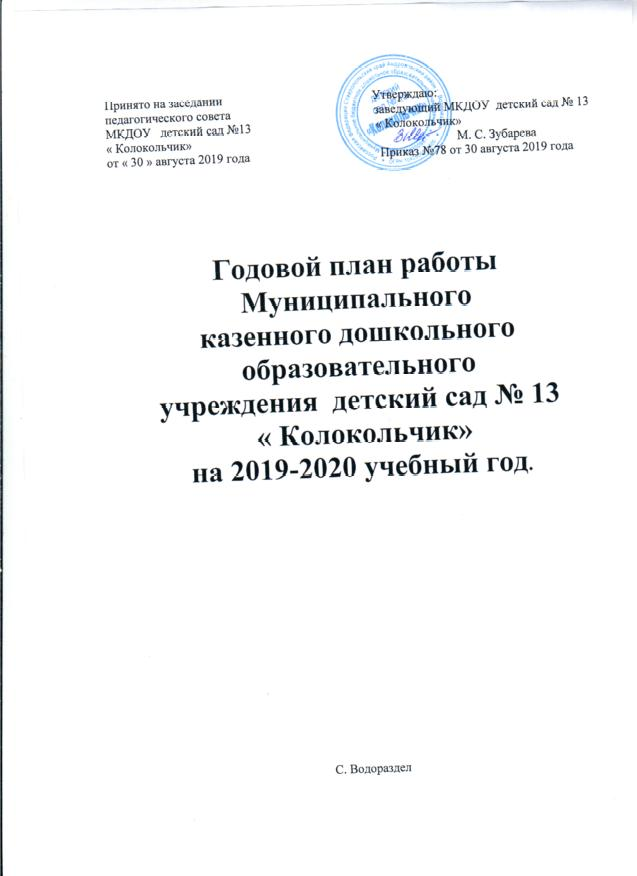 Принято на заседании
педагогического совета
МКДОУ детский сад №13
« Колокольчик»
от « 30 » августа 2019 года
Утверждаю:
заведующий МКДОУ детский сад № 13
« Колокольчик»
М. С. Зубарева
Приказ №78 от 30 августа 2019 года
Годовой план работы
Муниципального
казенного дошкольного
образовательного
учреждения детский сад № 13
« Колокольчик»
на 2019-2020 учебный год.
С. Водораздел